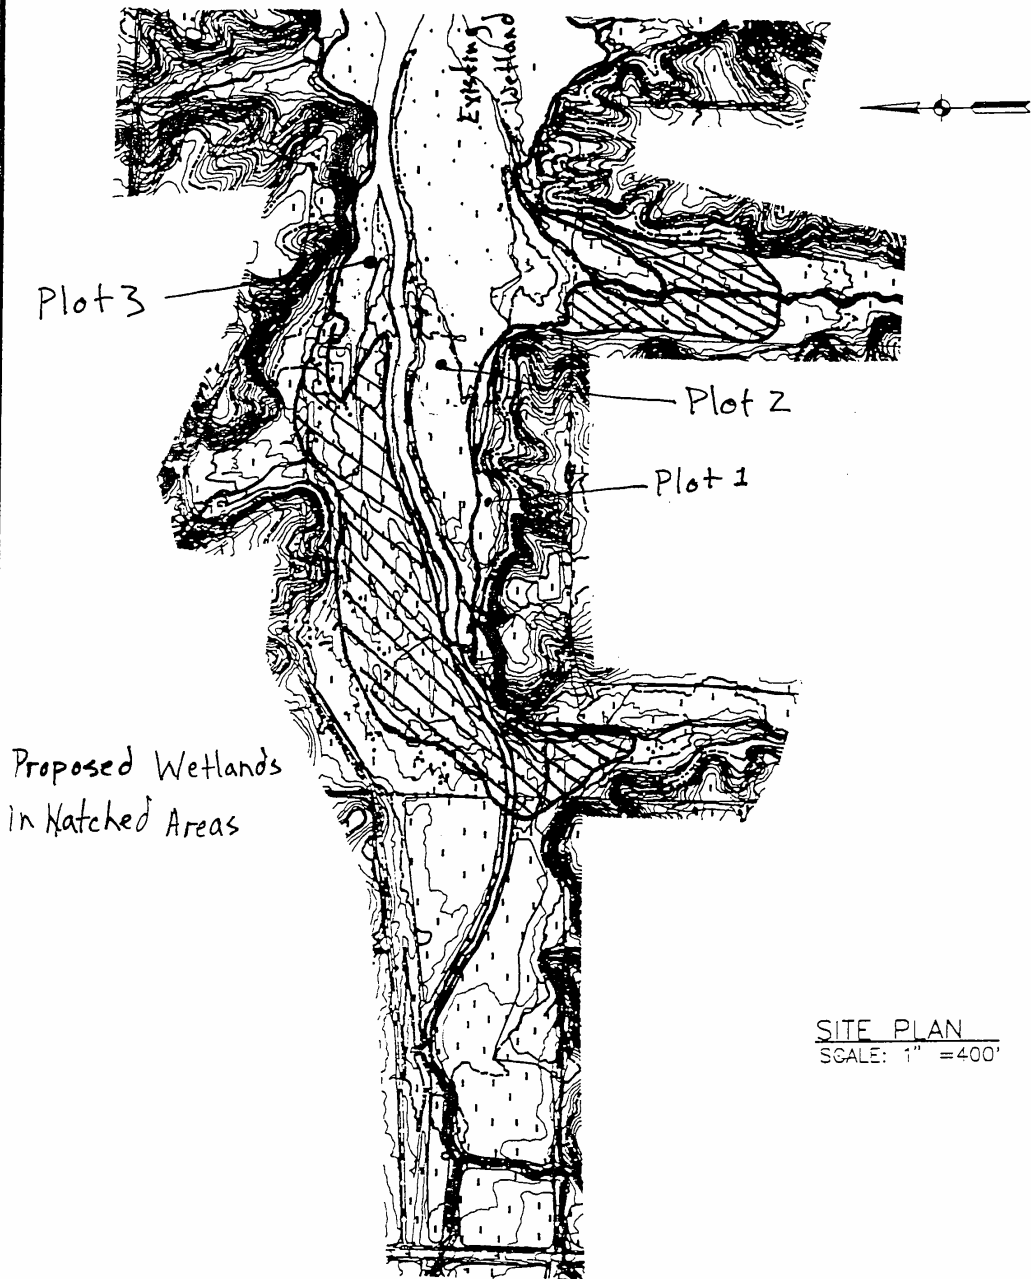 Existing
Wetland
Plot 3
Plot 2
Plot 1
Proposed Wetlands
in Hatched Areas
SITE PLAN
SCALE: 1" =400'